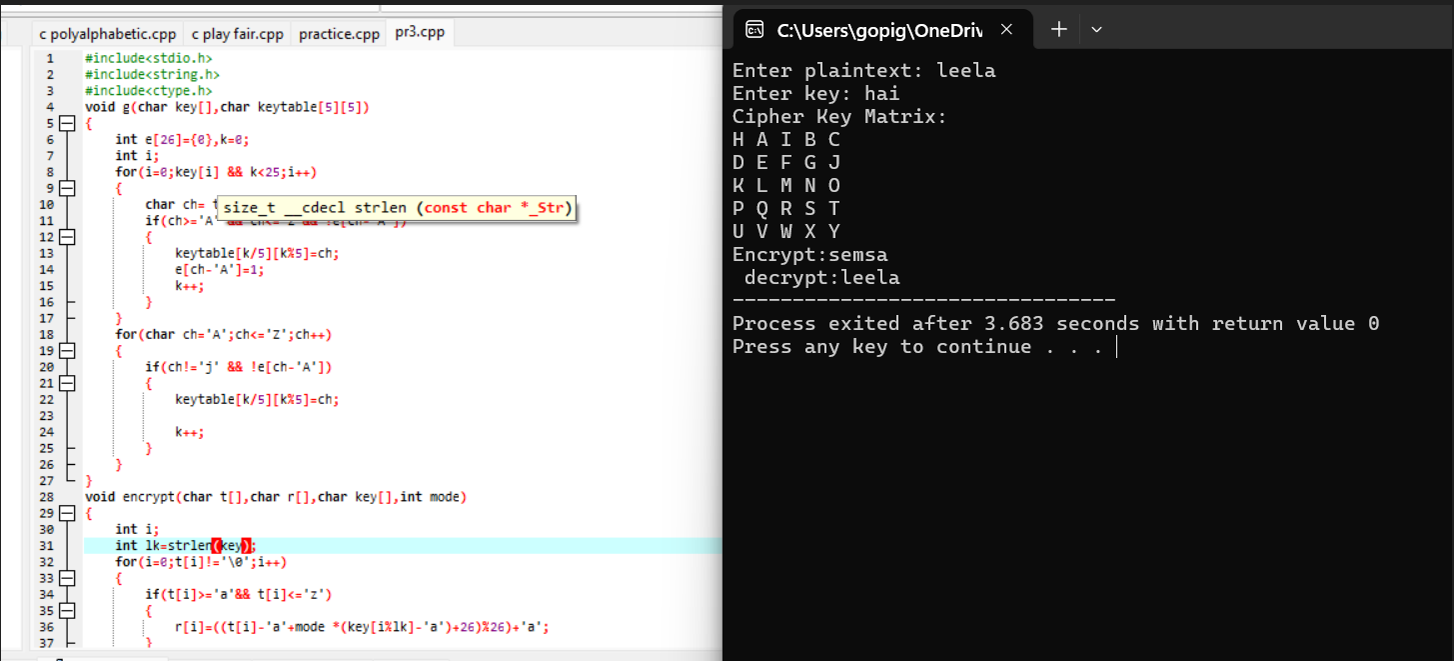 c polyalphabetic.cpp c play fair.cpp practice.cpp pr3.cpp
1 #include<stdio.h>
2 #include<string.h>
3 #include<ctype.h>
4 void g(char key[],char keytable[5][5])
5 {
6 int e[26]={0},k=0;
7 int i;
8 for(i=0;key[i] && k<25;i++)
9 {
10 char ch= t
size_t __cdecl strlen (const char *_Str)
11 if(ch>='A'
12 {
13 keytable[k/5][k%5]=ch;
14 e[ch-'A']=1;
15 k++;
16 }
17 }
18 for(char ch='A';ch<='Z';ch++)
19 {
20 if(ch!='j' && !e[ch-'A'])
21 {
22 keytable[k/5][k%5]=ch;
23
24 k++;
25 }
26 }
27 }
28 void encrypt(char t[],char r[],char key[],int mode)
29 {
30 int i;
31 int lk=strlen(key);
32 for(i=0;t[i]!='\0';i++)
33 {
34 if(t[i]>='a'&& t[i]<='z')
35 {
36 r[i]=((t[i]-'a'+mode *(key[i%lk]-'a')+26)%26)+'a';
37 }
C:\Users\gopig\OneDriv
Enter plaintext: leela
Enter key: hai
Cipher Key Matrix:
H A I B C
D E F G J
K L M N O
P Q R S T
U V W X Y
Encrypt:semsa
decrypt:leela
--------------------------------
Process exited after 3.683 seconds with return value 0
Press any key to continue . . .